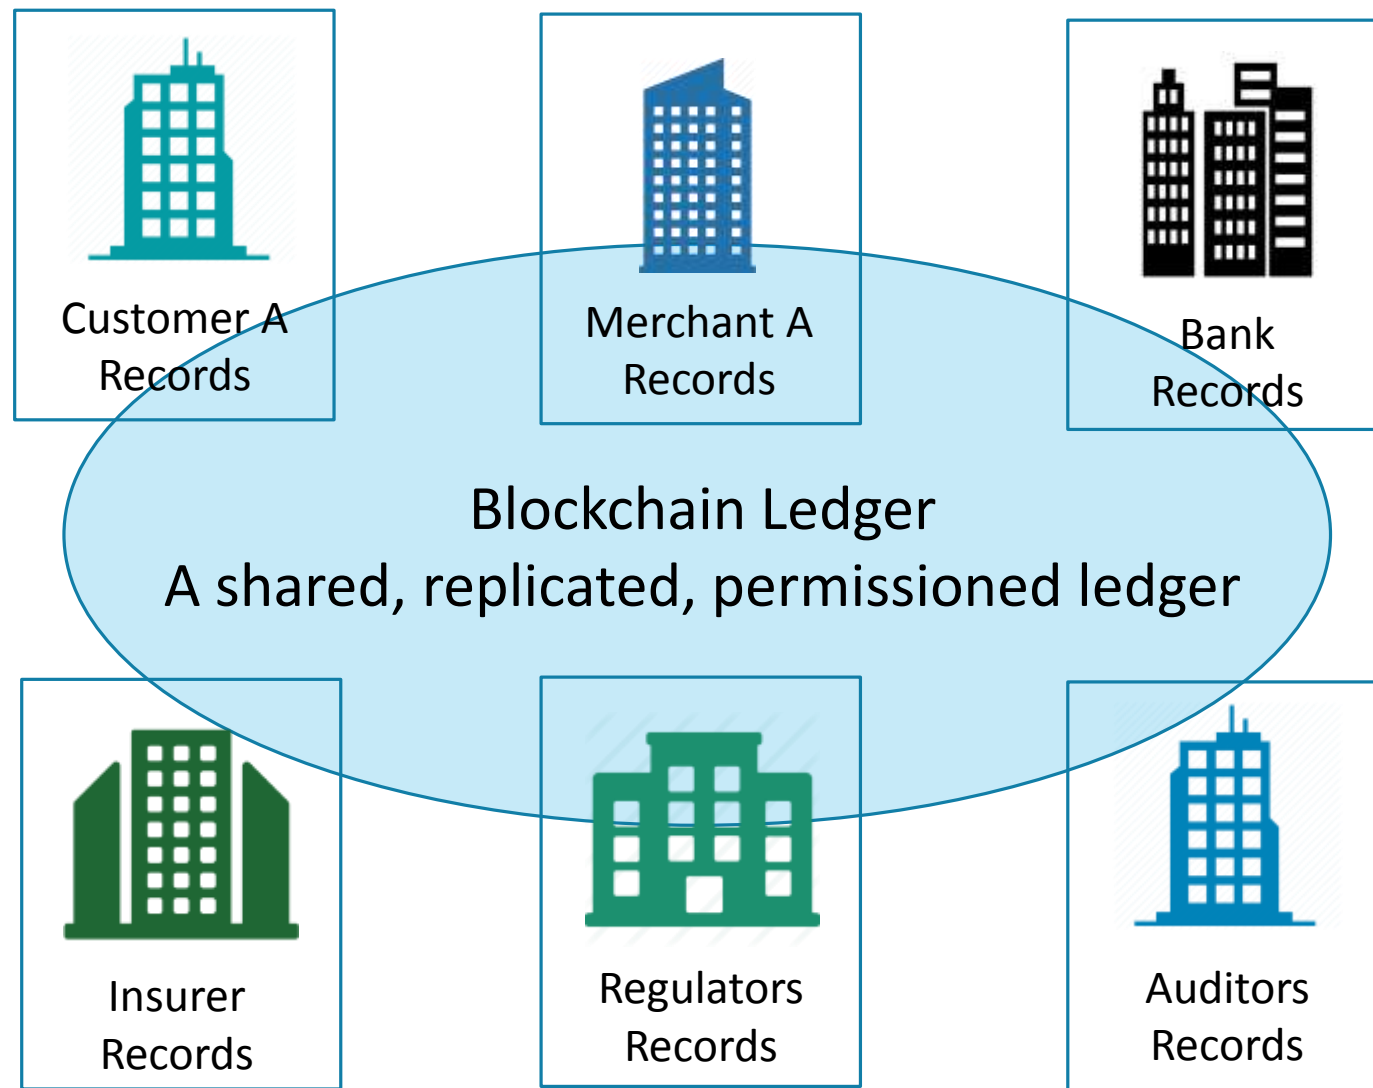 Customer A
Records
Merchant A
Records
Bank
Records
Blockchain Ledger
A shared, replicated, permissioned ledger
Insurer
Records
Regulators
Records
Auditors
Records